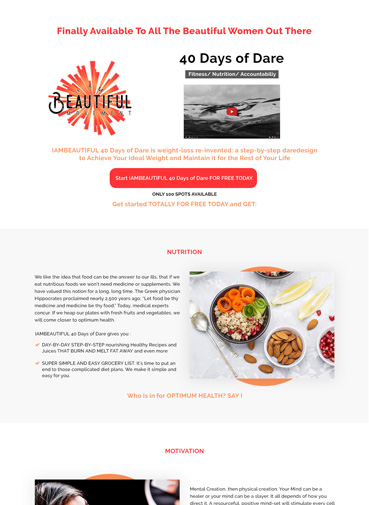 Finally Available To All The Beautiful Women Out There
40 Days of Dare
Fitness/ Nutrition/ Accountabiliy
I B
BEAUTIFUL
IAMBEAUTIFUL 40 Days of Dare is weight-loss re-invented: a step-by-step daredesign
to Achieve Your Ideal Weight and Maintain it for the Rest of Your Life
Start IAMBEAUTIFUL 40 Days of Dare FOR FREE TODAY
ONLY 100 SPOTS AVAILABLE
Get started TOTALLY FOR FREE TODAY and GET:
NUTRITION
We like the idea that food can be the answer to our ills, that if we
eat nutritious foods we won't need medicine or supplements. We
have valued this notion for a long, long time. The Greek physician
Hippocrates proclaimed nearly 2,500 years ago: "Let food be thy
medicine and medicine be thy food." Today, medical experts
concur: If we heap our plates with fresh fruits and vegetables, we
will come closer to optimum health.
IAMBEAUTIFUL 40 Days of Dare gives you :
DAY-BY-DAY STEP-BY-STEP nourishing Healthy Recipes and
Juices THAT BURN AND MELT FAT AWAY and even more.
SUPER SIMPLE AND EASY GROCERY LIST. It's time to put an
end to those complicated diet plans. We make it simple and
easy for you.
Who is in for OPTIMUM HEALTH? SAY I
MOTIVATION
Mental Creation, then physical creation. Your Mind can be a
healer or your mind can be a slayer. It all depends of how you
direct it. A resourceful, positive mind-set will stimulate every cell